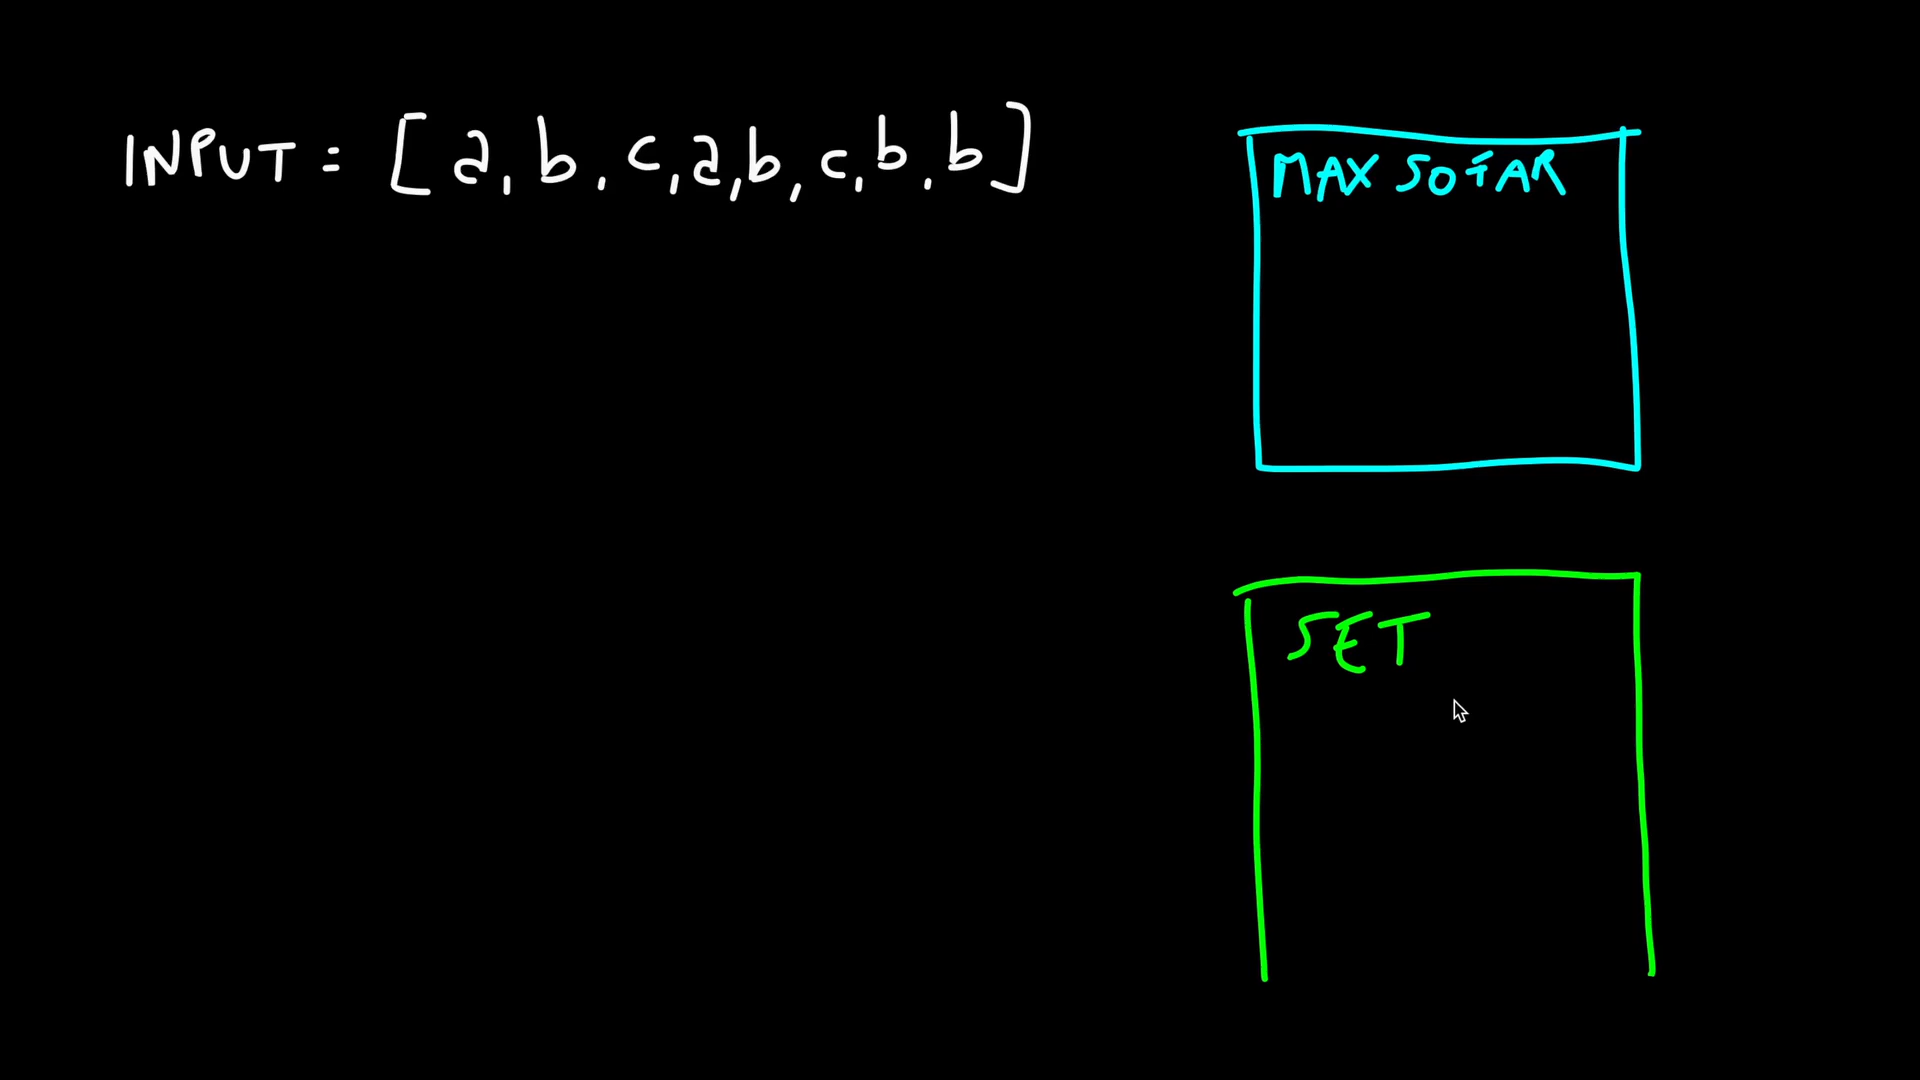 INPUT = [ a, b, c, a, b, c, b, b ]
MAX SOFAR
SET